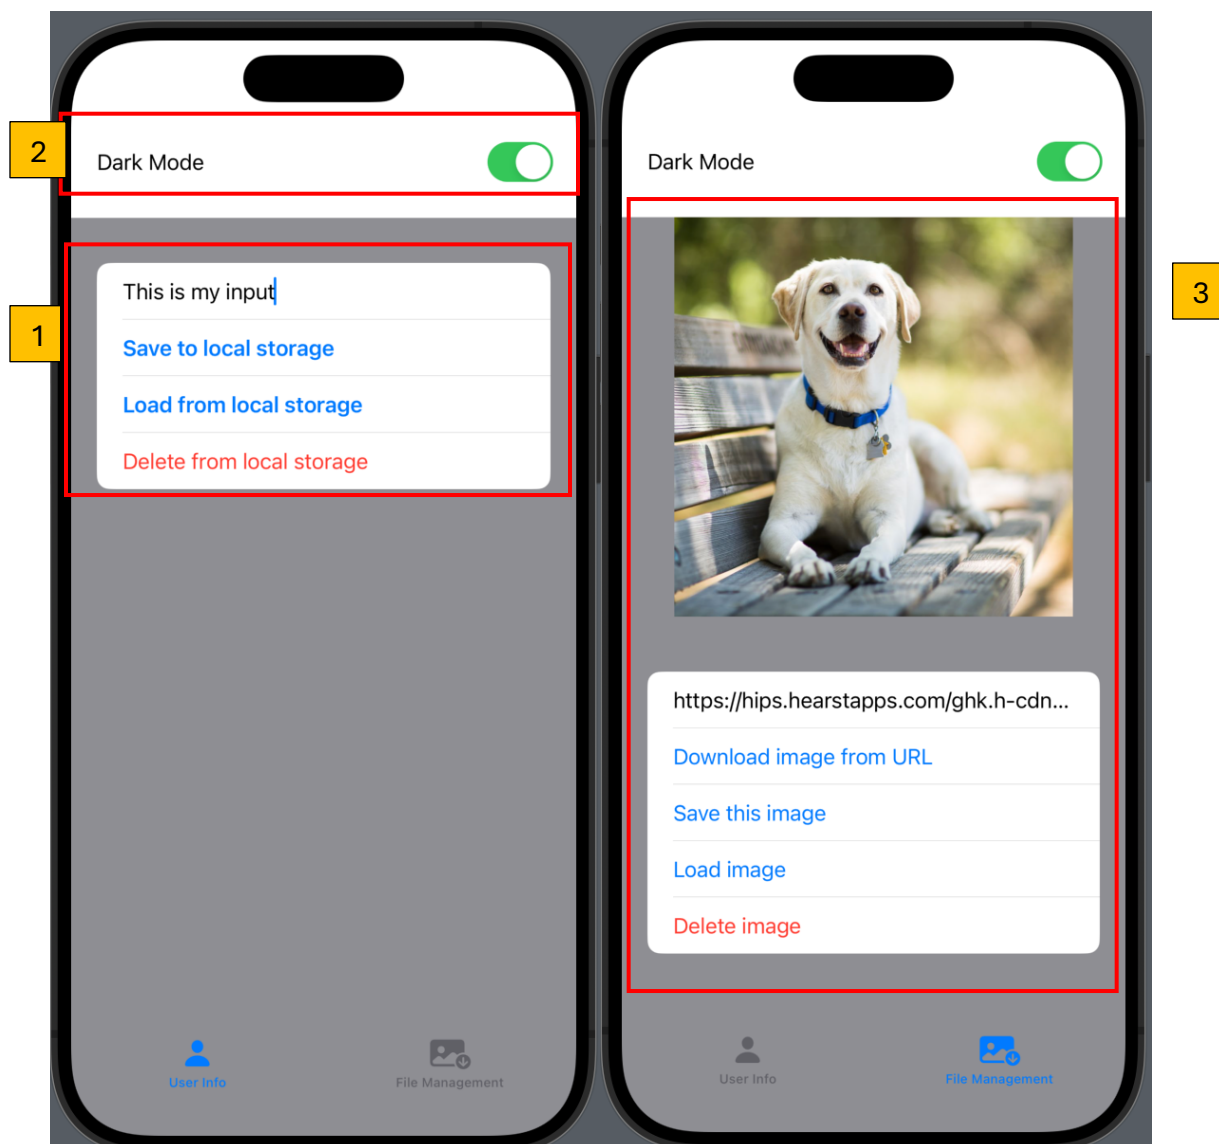 2
Dark Mode
1
This is my input
Save to local storage
Load from local storage
Delete from local storage
User Info
File Management
Dark Mode
3
https://hips.hearstapps.com/ghk.h-cdn...
Download image from URL
Save this image
Load image
Delete image
User Info
File Management